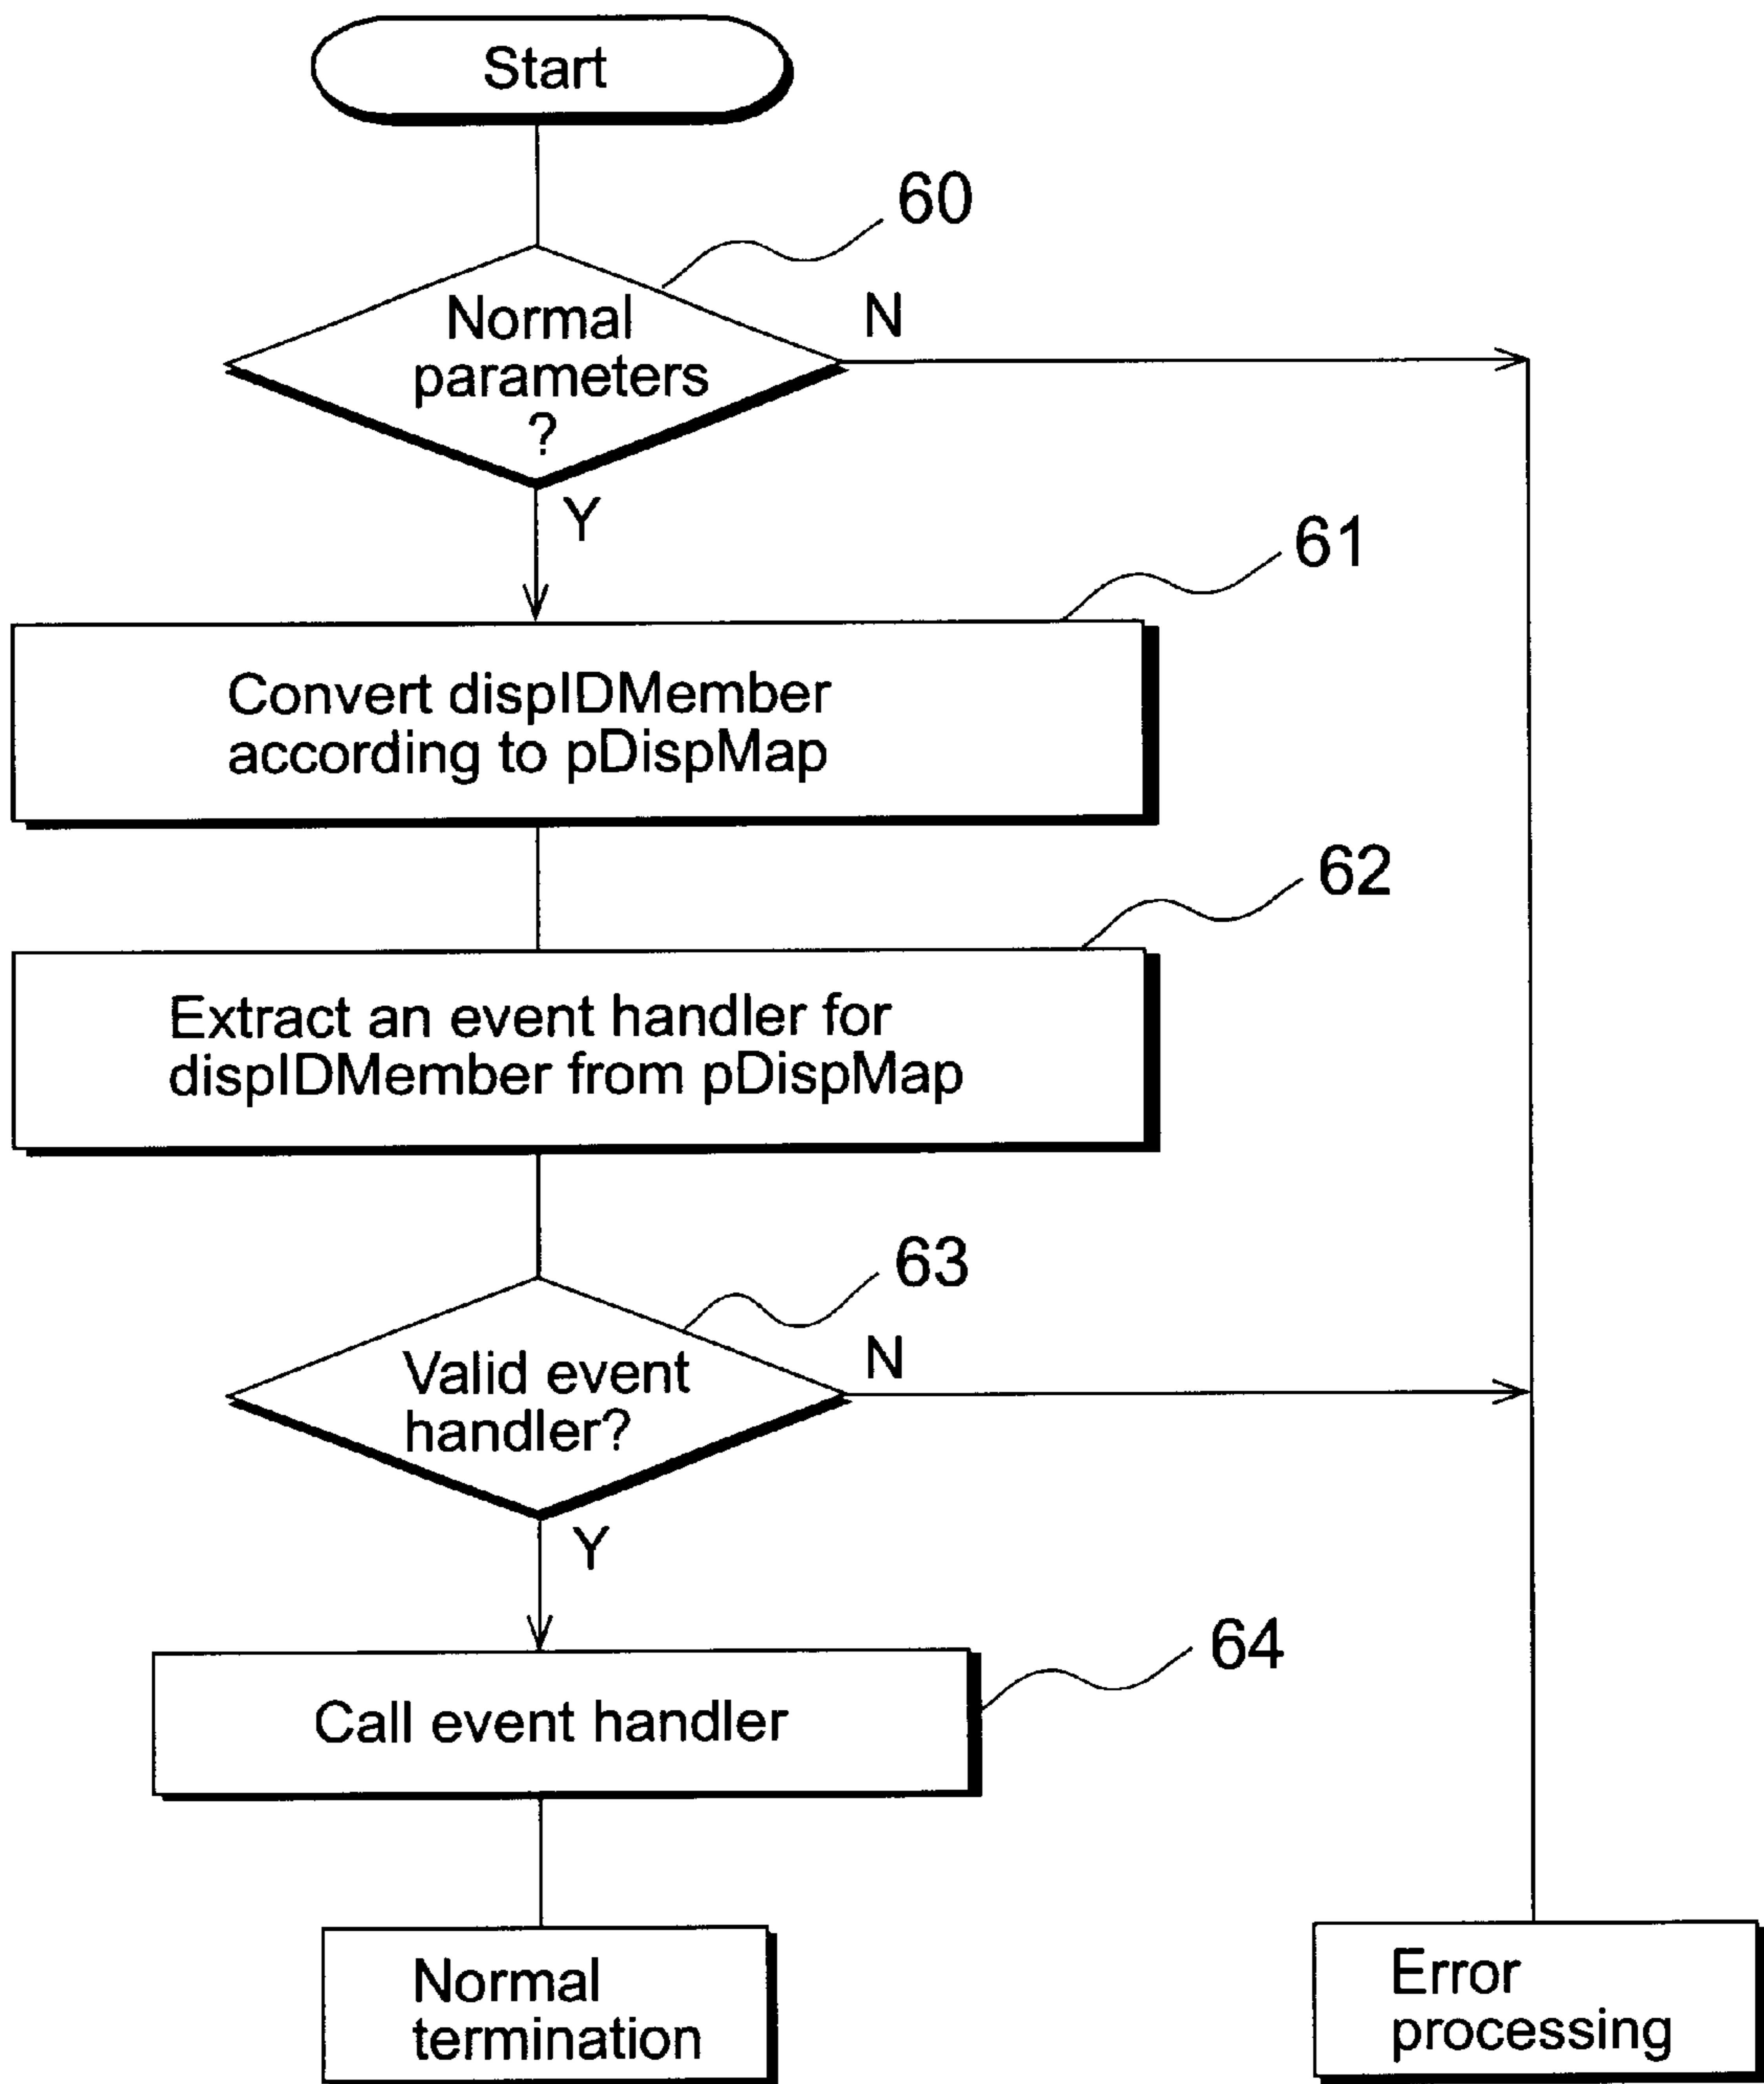 Start
60
Normal
parameters
?
N
Y
61
Convert dispIDMember
according to pDispMap
62
Extract an event handler for
dispIDMember from pDispMap
63
Valid event
handler?
N
Y
64
Call event handler
Normal
termination
Error
processing